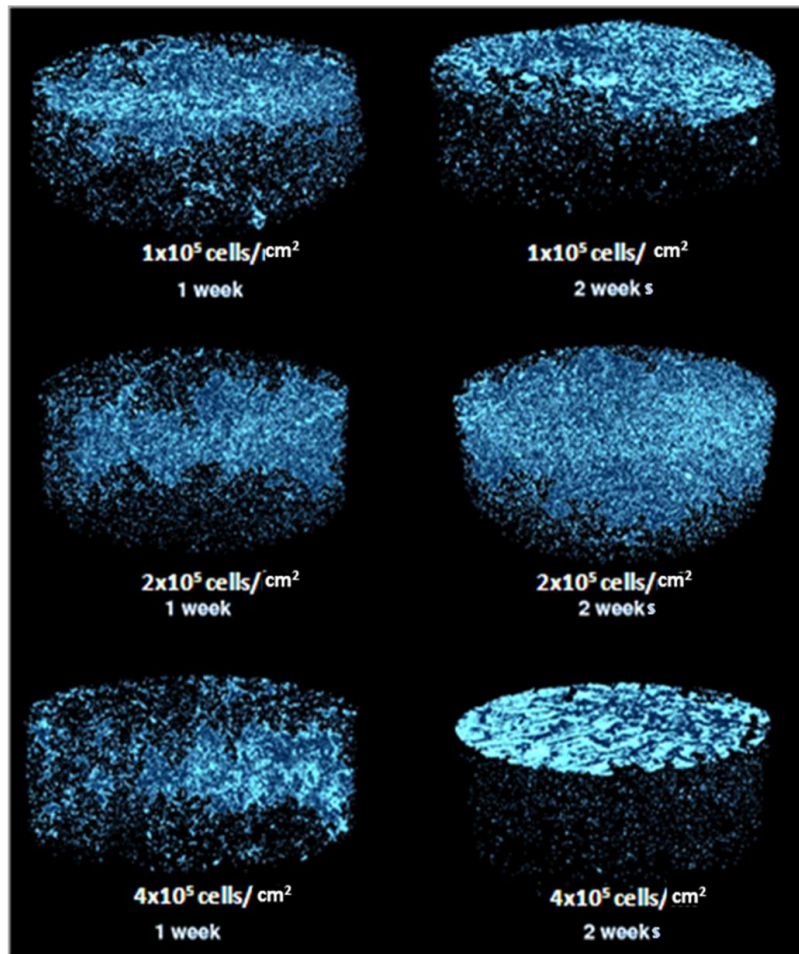 1x10⁵ cells/cm²
1 week
1x10⁵ cells/ cm²
2 weeks
2x10⁵ cells/cm²
1 week
2x10⁵ cells/cm²
2 weeks
4x10⁵ cells/cm²
1 week
4x10⁵ cells/cm²
2 weeks